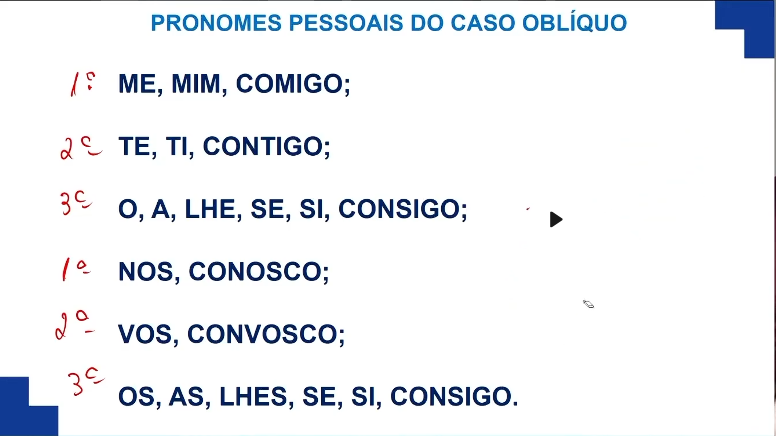 PRONOMES PESSOAIS DO CASO OBLÍQUO
1ª ME, MIM, COMIGO;
2ª TE, TI, CONTIGO;
3ª O, A, LHE, SE, SI, CONSIGO;
1ª NOS, CONOSCO;
2ª VOS, CONVOSCO;
3ª OS, AS, LHES, SE, SI, CONSIGO.